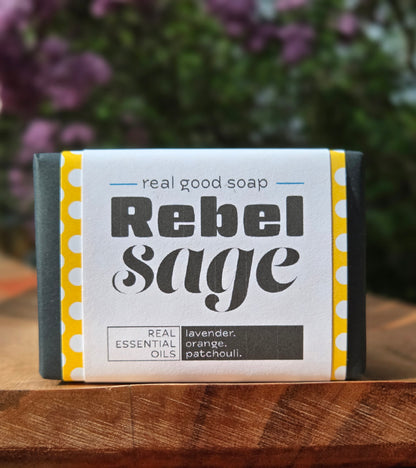 real good soap
Rebel
sage
REAL lavender.
ESSENTIAL orange.
OILS patchouli.